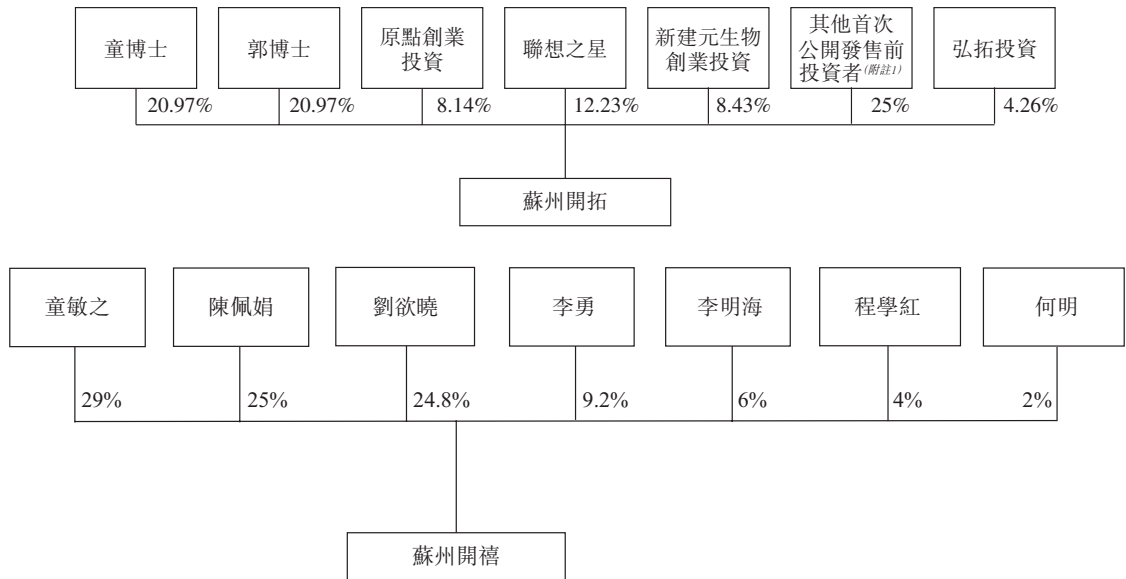 童博士
郭博士
原點創業
投資
聯想之星
新建元生物
創業投資
其他首次
公開發售前
投資者(附註1)
弘拓投資
20.97%
20.97%
8.14%
12.23%
8.43%
25%
4.26%
蘇州開拓
童敏之
陳佩娟
劉欲曉
李勇
李明海
程學紅
何明
29%
25%
24.8%
9.2%
6%
4%
2%
蘇州開禧